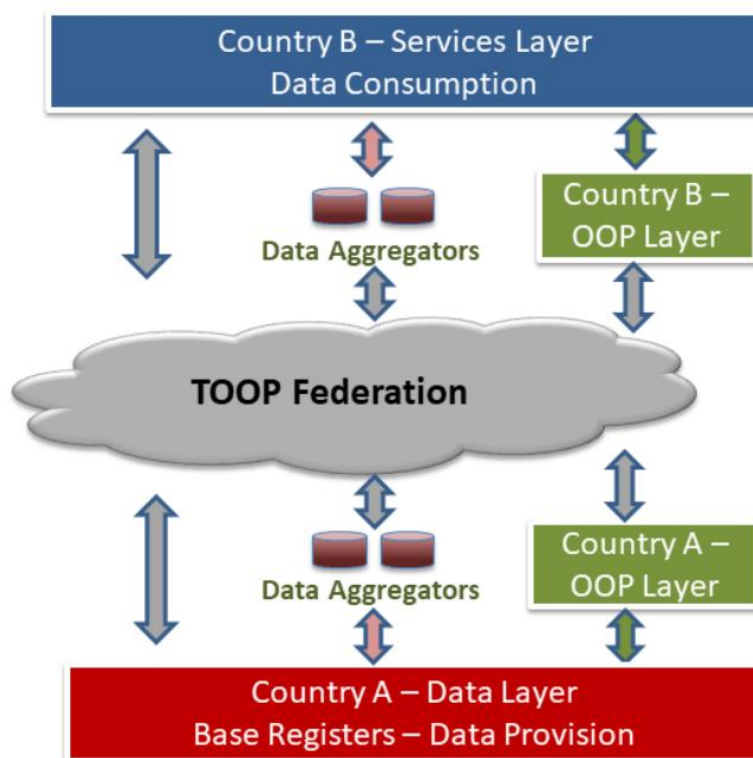 Country B – Services Layer
Data Consumption
Data Aggregators
Country B –
OOP Layer
TOOP Federation
Data Aggregators
Country A –
OOP Layer
Country A – Data Layer
Base Registers – Data Provision